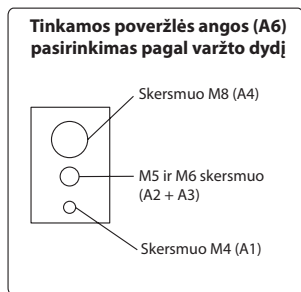 Tinkamos poveržlės angos (A6)
pasirinkimas pagal varžto dydį
Skersmuo M8 (A4)
M5 ir M6 skersmuo
(A2 + A3)
Skersmuo M4 (A1)